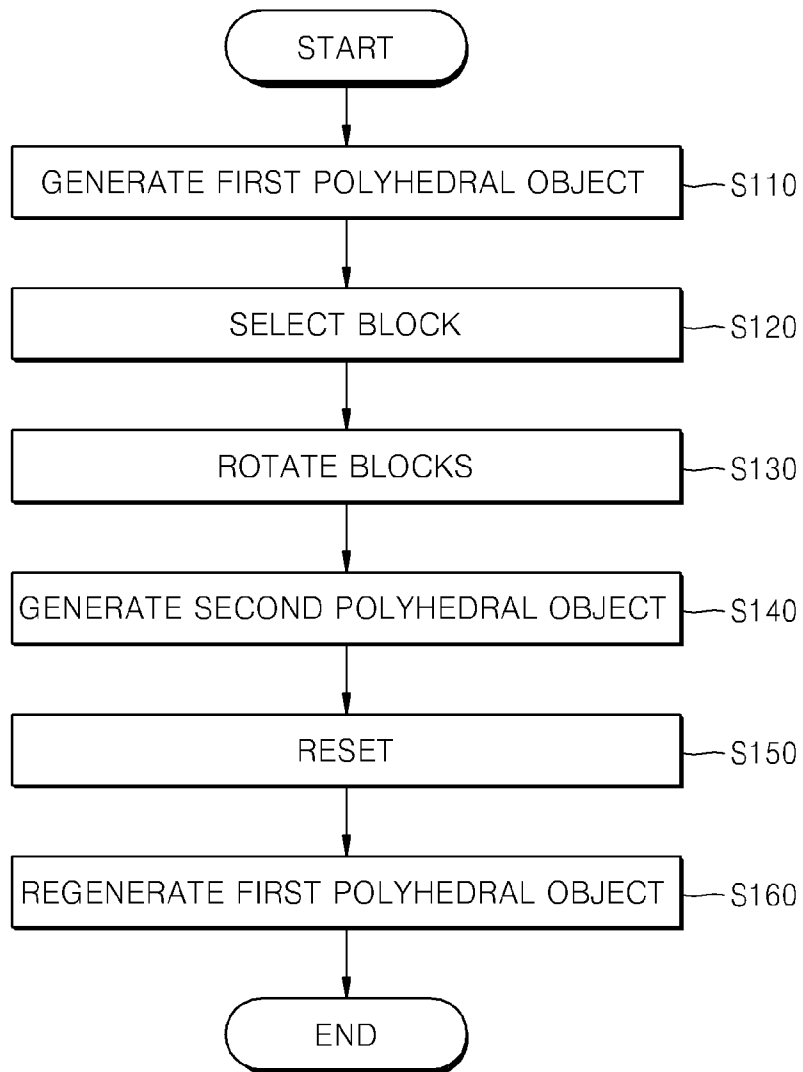 START
GENERATE FIRST POLYHEDRAL OBJECT
S110
SELECT BLOCK
S120
ROTATE BLOCKS
S130
GENERATE SECOND POLYHEDRAL OBJECT
S140
RESET
S150
REGENERATE FIRST POLYHEDRAL OBJECT
S160
END